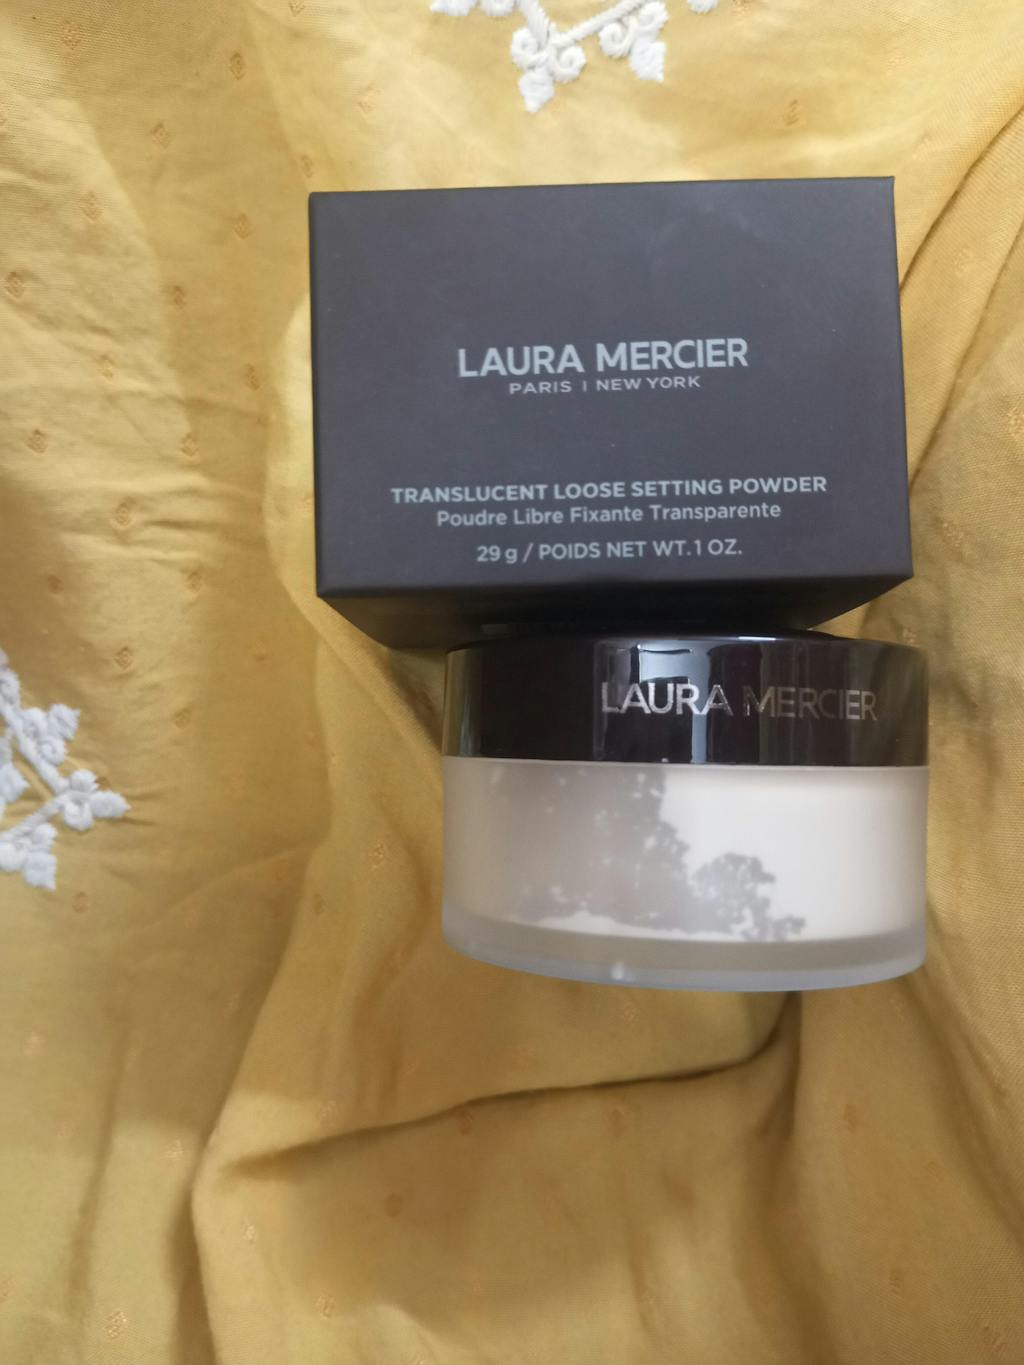 LAURA MERCIER
PARIS | NEW YORK
TRANSLUCENT LOOSE SETTING POWDER
Poudre Libre Fixante Transparente
29 g / POIDS NET WT. 1 OZ.
LAURA MERCIER